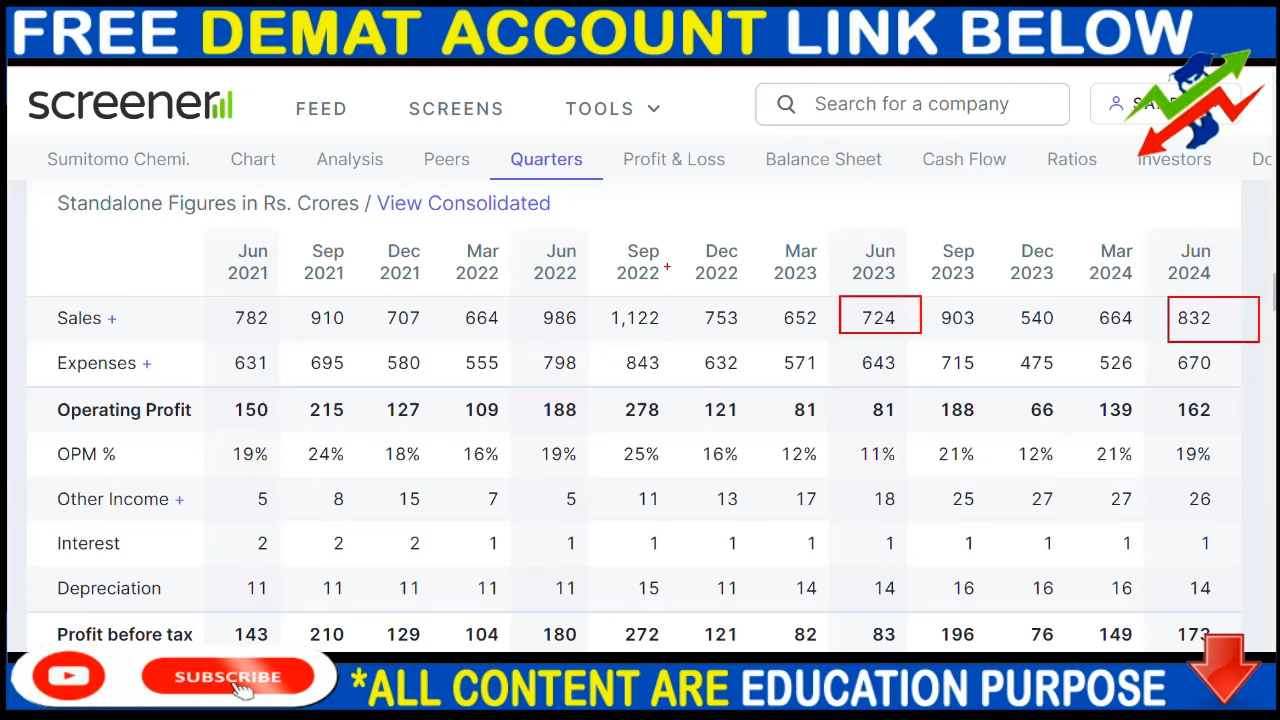 FREE DEMAT ACCOUNT LINK BELOW
screener FEED SCREENS TOOLS Search for a company
Sumitomo Chemi. Chart Analysis Peers Quarters Profit & Loss Balance Sheet Cash Flow Ratios Investors
Standalone Figures in Rs. Crores / View Consolidated
Jun 2021 Sep 2021 Dec 2021 Mar 2022 Jun 2022 Sep 2022 Dec 2022 Mar 2023 Jun 2023 Sep 2023 Dec 2023 Mar 2024 Jun 2024
Sales + 782 910 707 664 986 1,122 753 652 724 903 540 664 832
Expenses + 631 695 580 555 798 843 632 571 643 715 475 526 670
Operating Profit 150 215 127 109 188 278 121 81 81 188 66 139 162
OPM % 19% 24% 18% 16% 19% 25% 16% 12% 11% 21% 12% 21% 19%
Other Income + 5 8 15 7 5 11 13 17 18 25 27 27 26
Interest 2 2 2 1 1 1 1 1 1 1 1 1 1
Depreciation 11 11 11 11 11 15 11 14 14 16 16 16 14
Profit before tax 143 210 129 104 180 272 121 82 83 196 76 149 173
SUBSCRIBE
*ALL CONTENT ARE EDUCATION PURPOSE